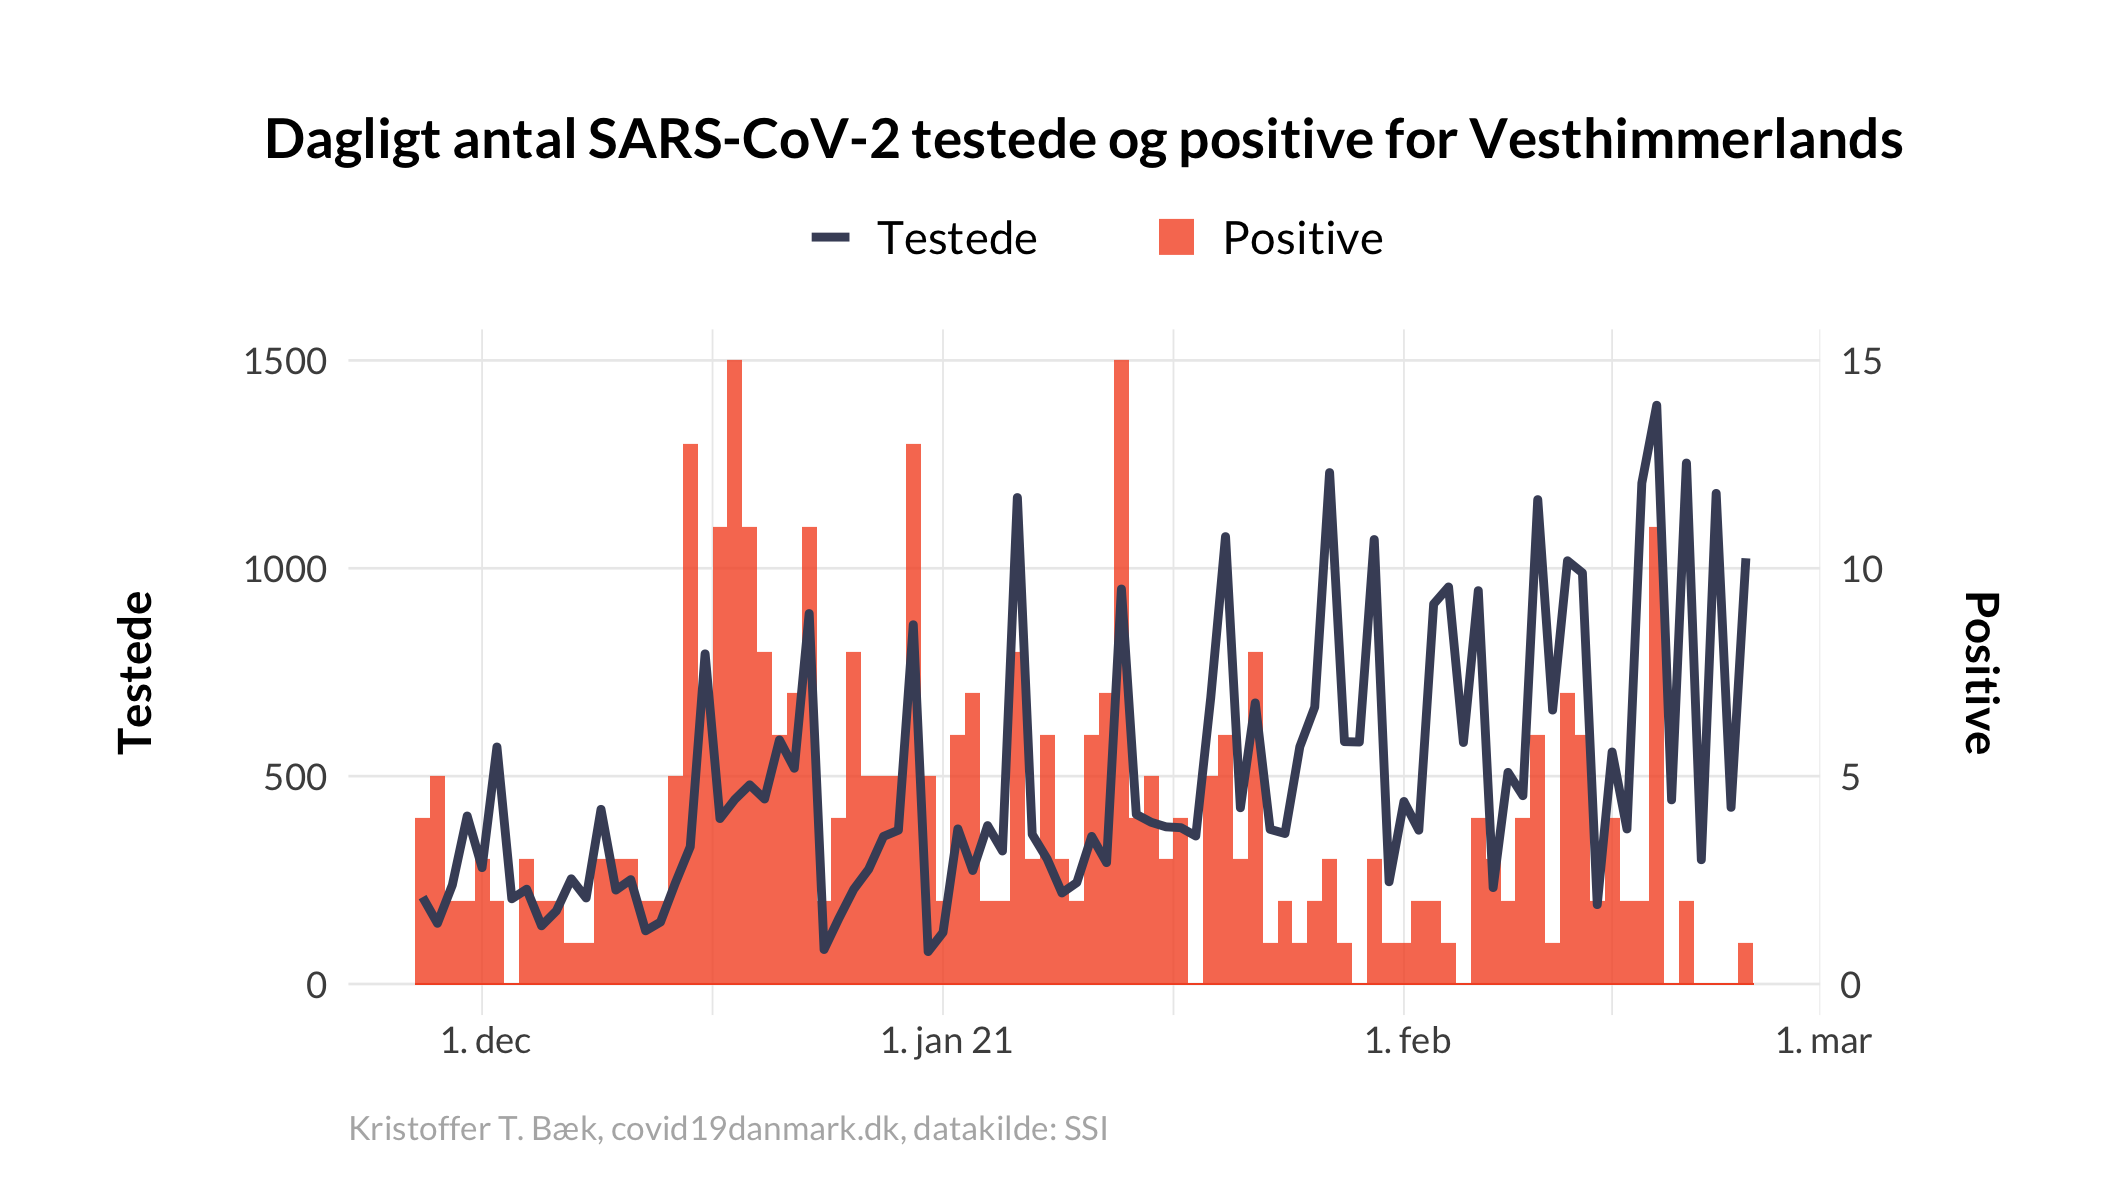 Dagligt antal SARS-CoV-2 testede og positive for Vesthimmerlands
Testede
Positive
1500
1000
500
0
15
10
5
0
Testede
Positive
1. dec
1. jan 21
1. feb
1. mar
Kristoffer T. Bæk, covid19danmark.dk, datakilde: SSI